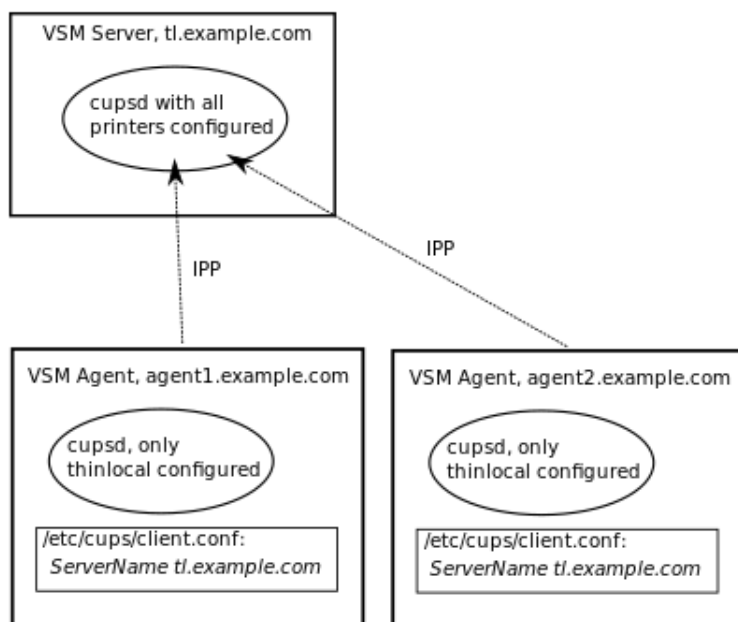 VSM Server, tl.example.com
cupsd with all
printers configured
IPP
IPP
VSM Agent, agent1.example.com
cupsd, only
thinlocal configured
/etc/cups/client.conf:
ServerName tl.example.com
VSM Agent, agent2.example.com
cupsd, only
thinlocal configured
/etc/cups/client.conf:
ServerName tl.example.com